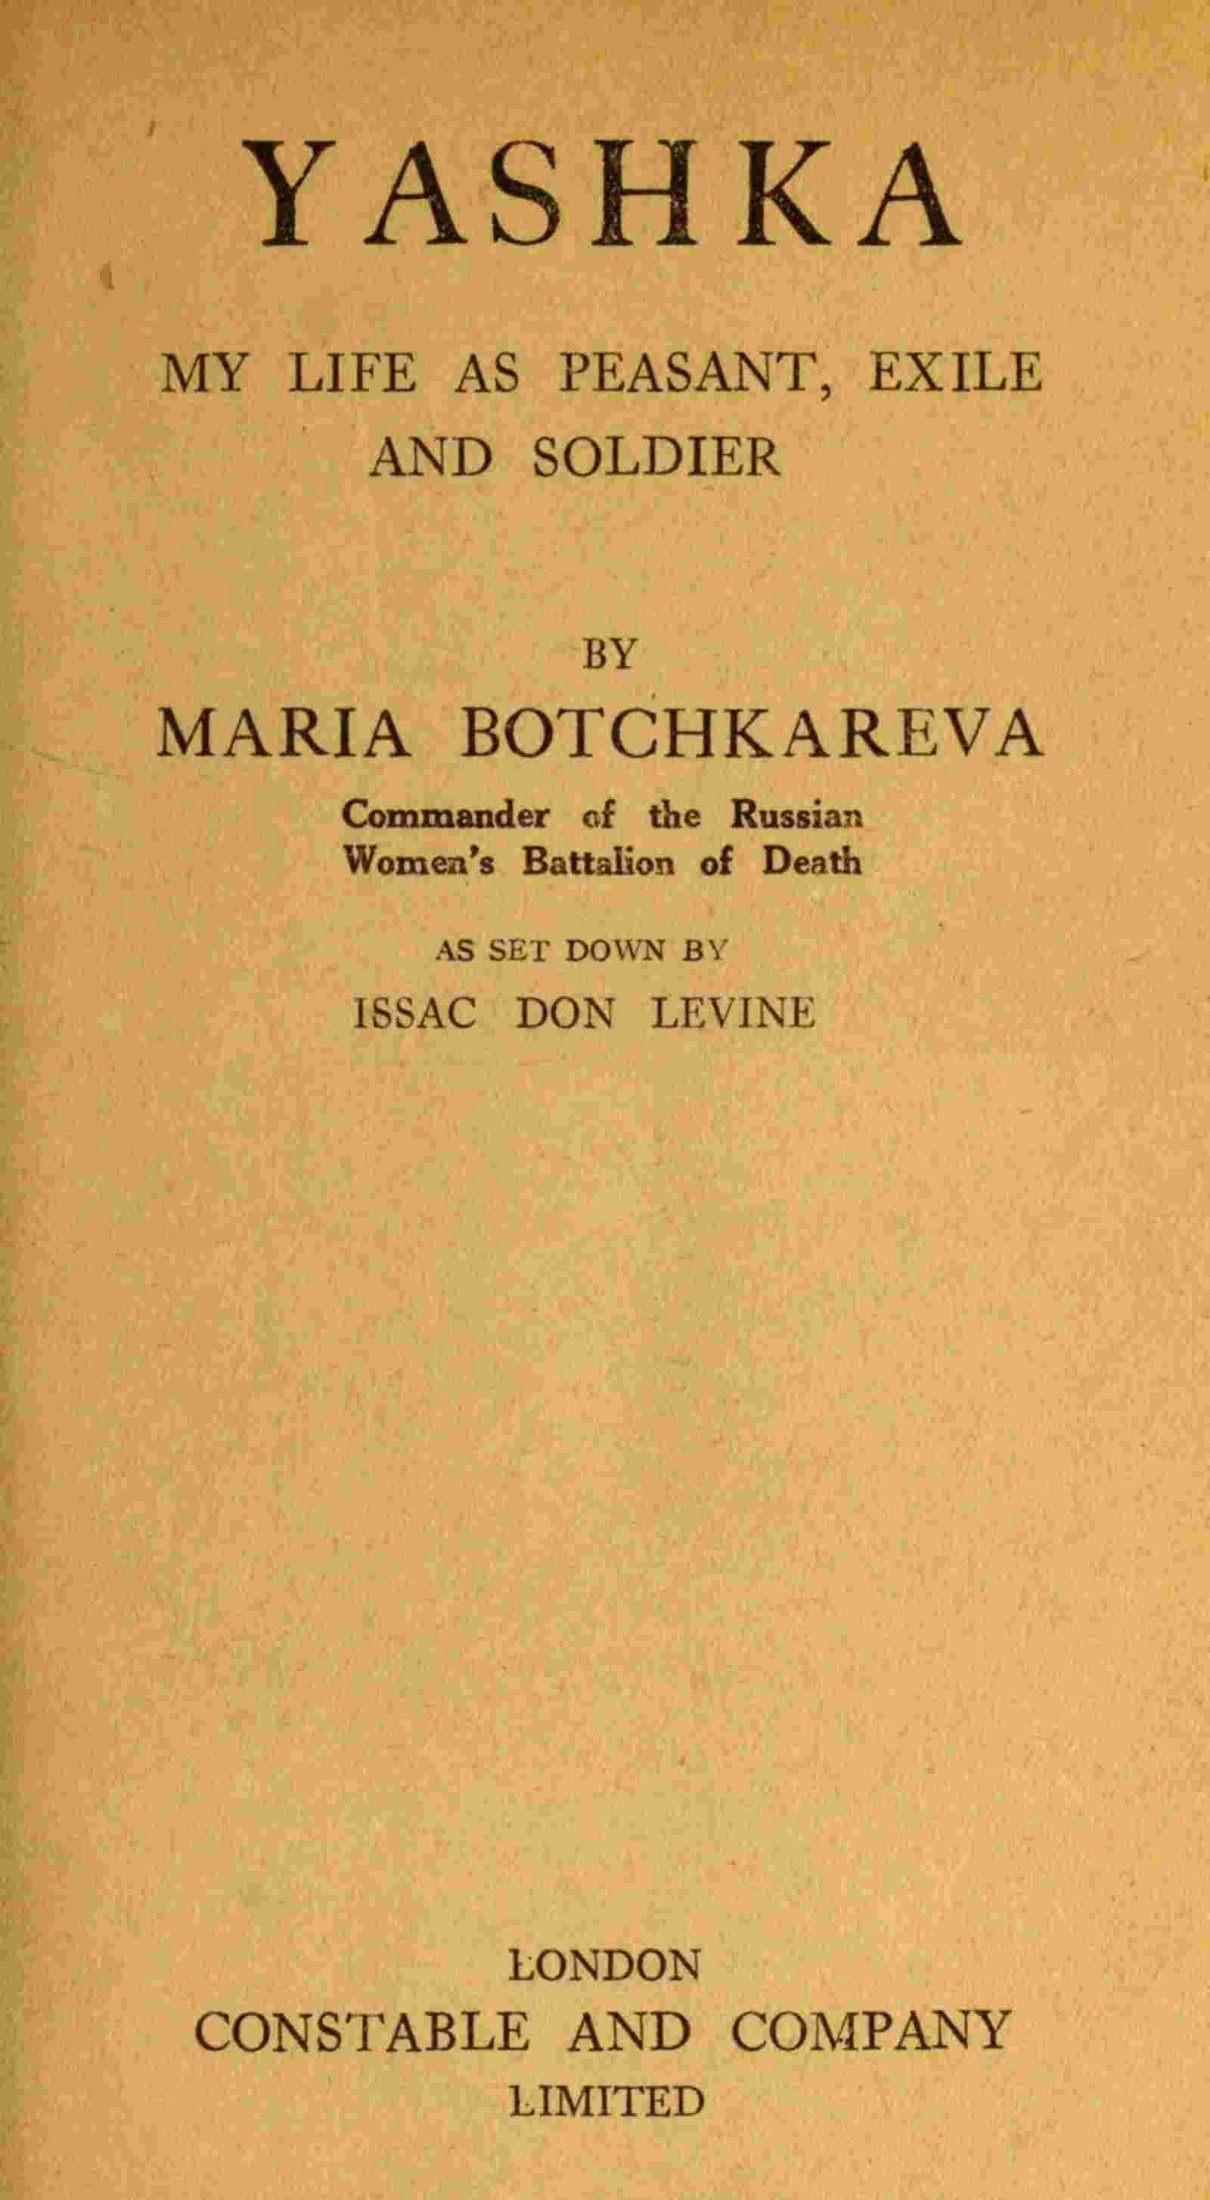 YASHKA
MY LIFE AS PEASANT, EXILE
AND SOLDIER
BY
MARIA BOTCHKAREVA
Commander of the Russian
Women's Battalion of Death
AS SET DOWN BY
ISSAC DON LEVINE
LONDON
CONSTABLE AND COMPANY
LIMITED